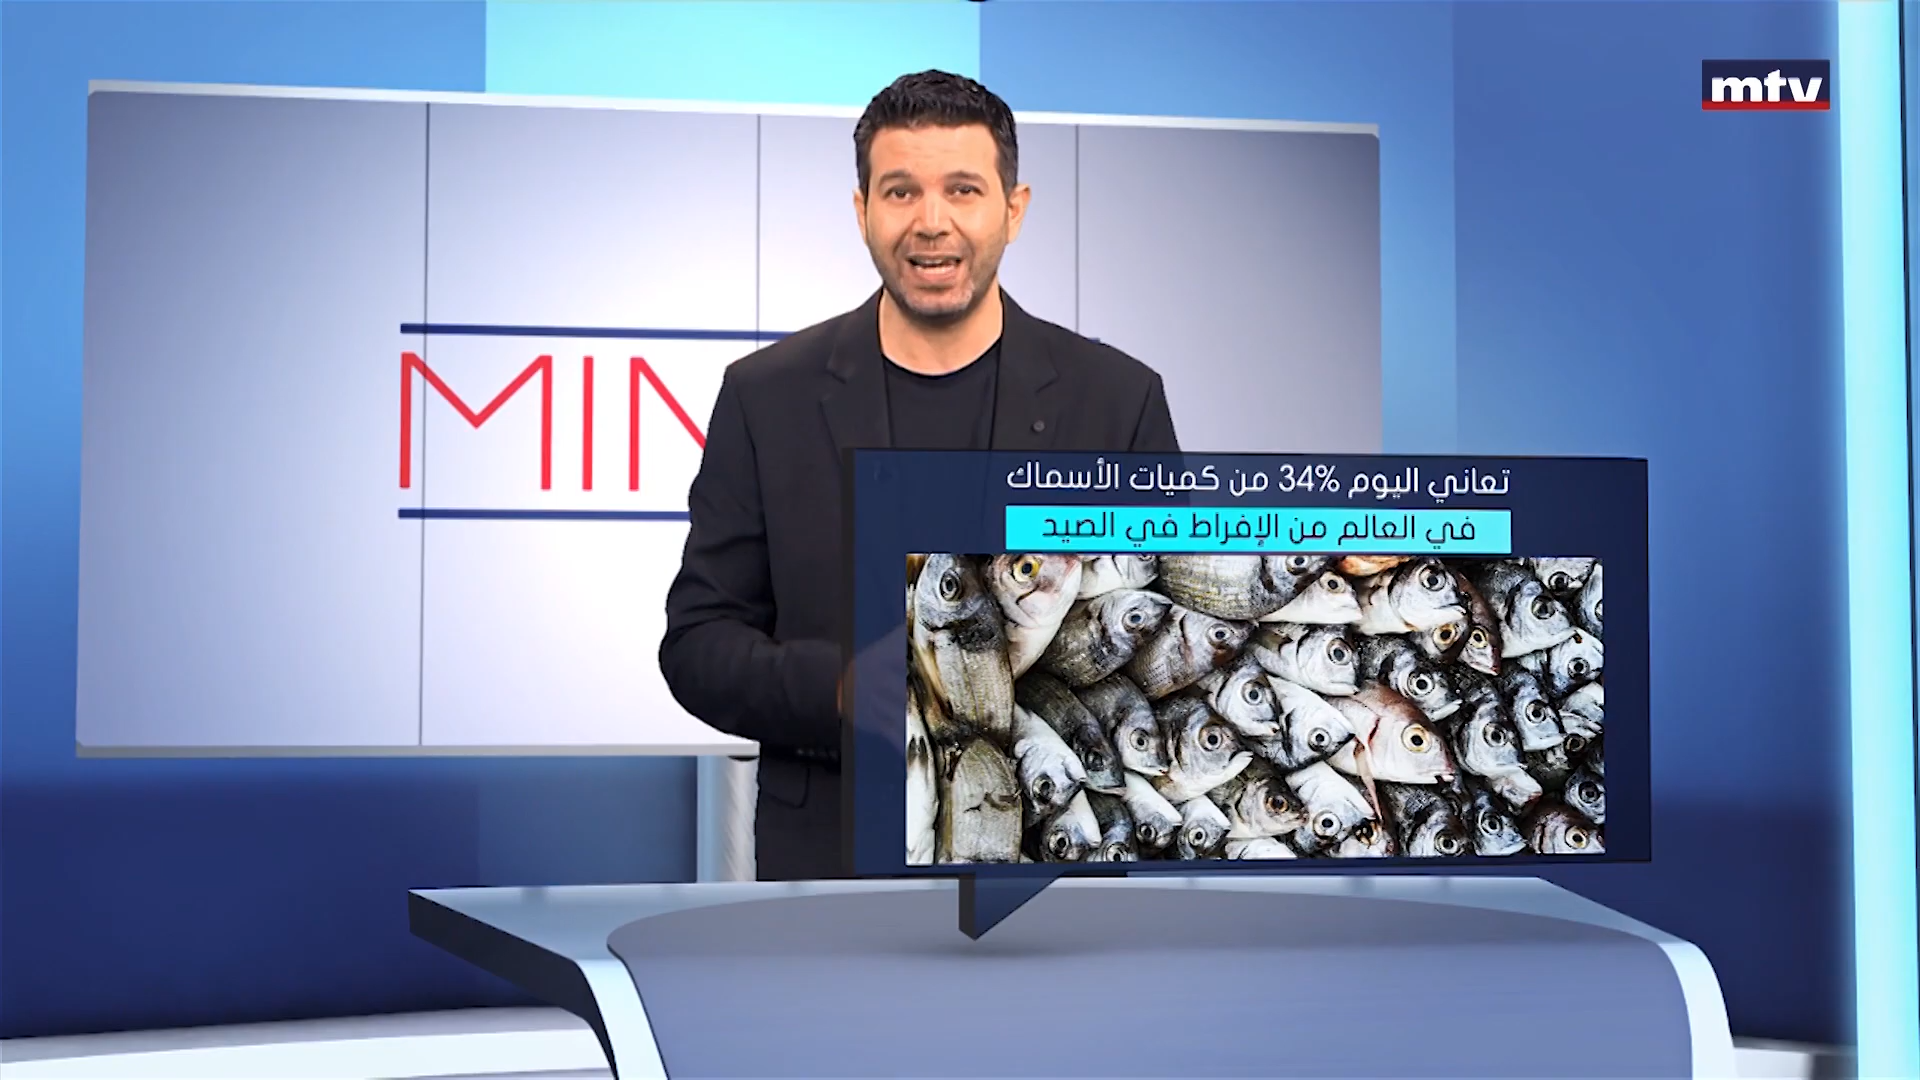 mtv
MIN
تعاني اليوم 34% من كميات الأسماك
في العالم من الإفراط في الصيد